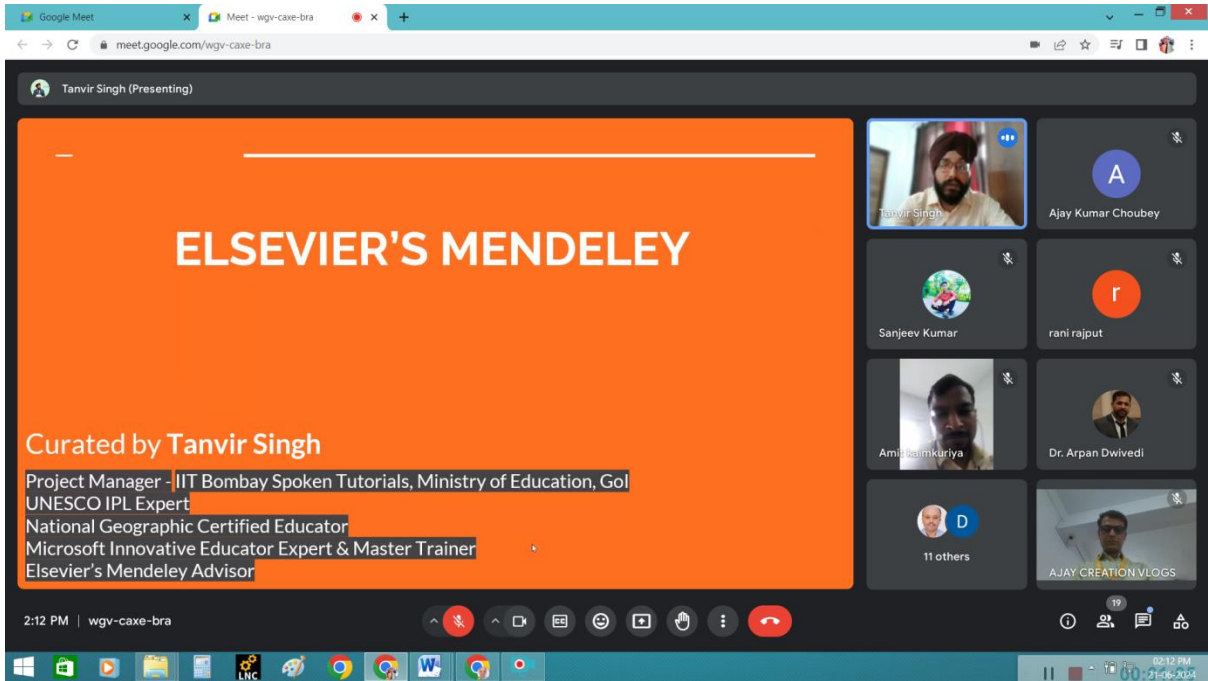 Google Meet
Meet - wgv-caxe-bra
meet.google.com/wgv-caxe-bra
Tanvir Singh (Presenting)
ELSEVIER'S MENDELEY
Curated by Tanvir Singh
Project Manager - IIT Bombay Spoken Tutorials, Ministry of Education, GoI
UNESCO IPL Expert
National Geographic Certified Educator
Microsoft Innovative Educator Expert & Master Trainer
Elsevier's Mendeley Advisor
Tanvir Singh
A
Ajay Kumar Choubey
Sanjeev Kumar
r
rani rajput
Amit kaimkuriya
Dr. Arpan Dwivedi
D
11 others
AJAY CREATION VLOGS
2:12 PM | wgv-caxe-bra
19
LNC
W
02:12 PM
21-06-2024